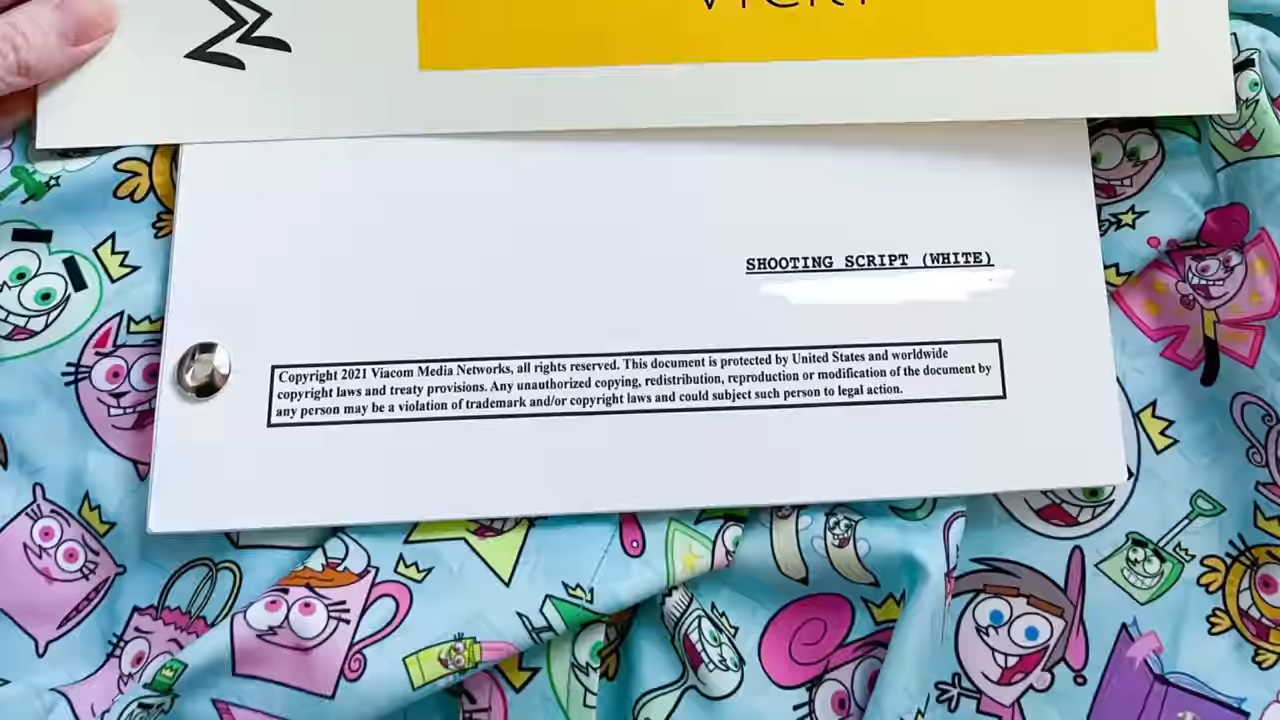 VICKY
SHOOTING SCRIPT (WHITE)
Copyright 2021 Viacom Media Networks, all rights reserved. This document is protected by United States and worldwide
copyright laws and treaty provisions. Any unauthorized copying, redistribution, reproduction or modification of the document by
any person may be a violation of trademark and/or copyright laws and could subject such person to legal action.